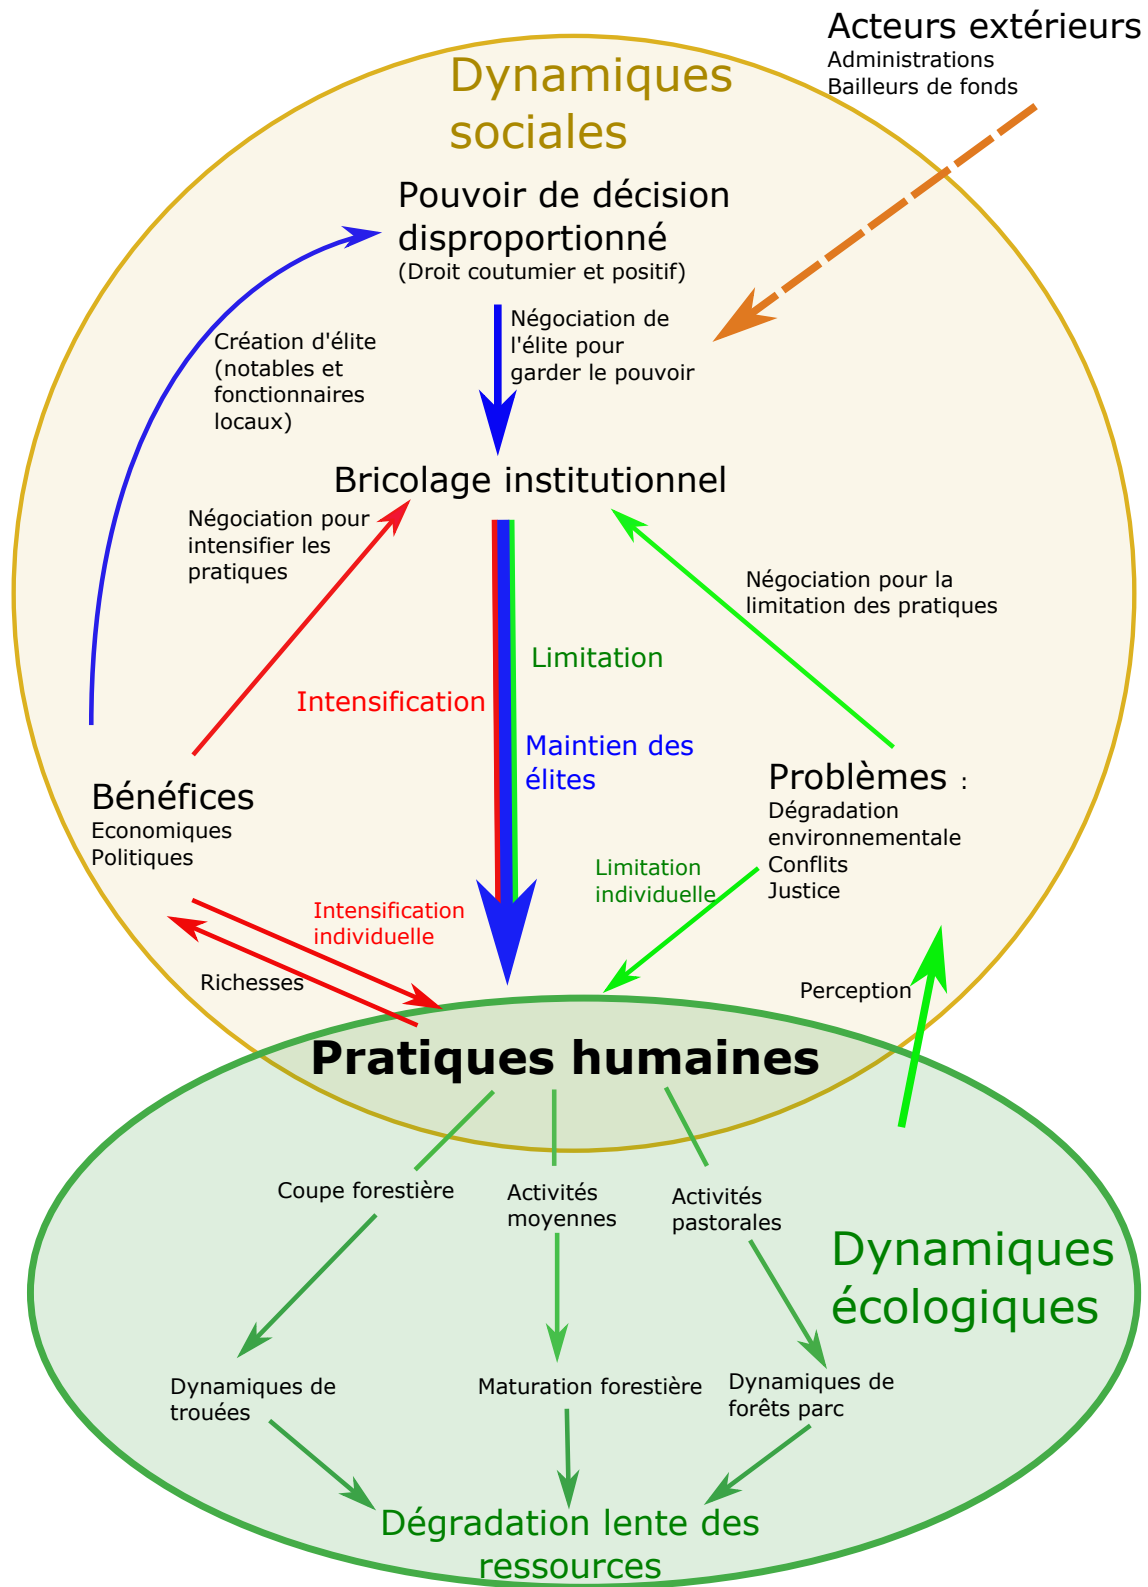 Acteurs extérieurs
Administrations
Bailleurs de fonds
Dynamiques
sociales
Pouvoir de décision
disproportionné
(Droit coutumier et positif)
Création d'élite
(notables et
fonctionnaires
locaux)
Négociation de
l'élite pour
garder le pouvoir
Bricolage institutionnel
Négociation pour
intensifier les
pratiques
Négociation pour la
limitation des pratiques
Limitation
Intensification
Maintien des
élites
Bénéfices
Economiques
Politiques
Problèmes :
Dégradation
environnementale
Conflits
Justice
Limitation
individuelle
Intensification
individuelle
Richesses
Perception
Pratiques humaines
Coupe forestière
Activités
moyennes
Activités
pastorales
Dynamiques
écologiques
Dynamiques de
trouées
Maturation forestière
Dynamiques de
forêts parc
Dégradation lente des
ressources